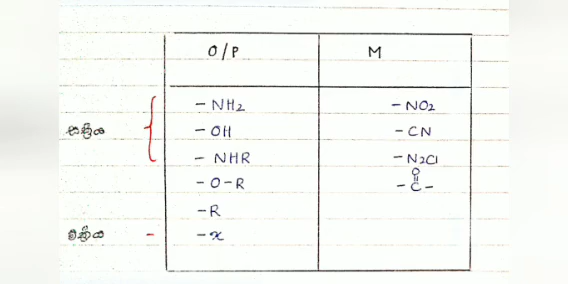 O/P M
- NH2 - NO2
සක්‍රීය - OH - CN
- NHR - N2Cl
- O-R - C - O
- R
වික්‍රීය - - x